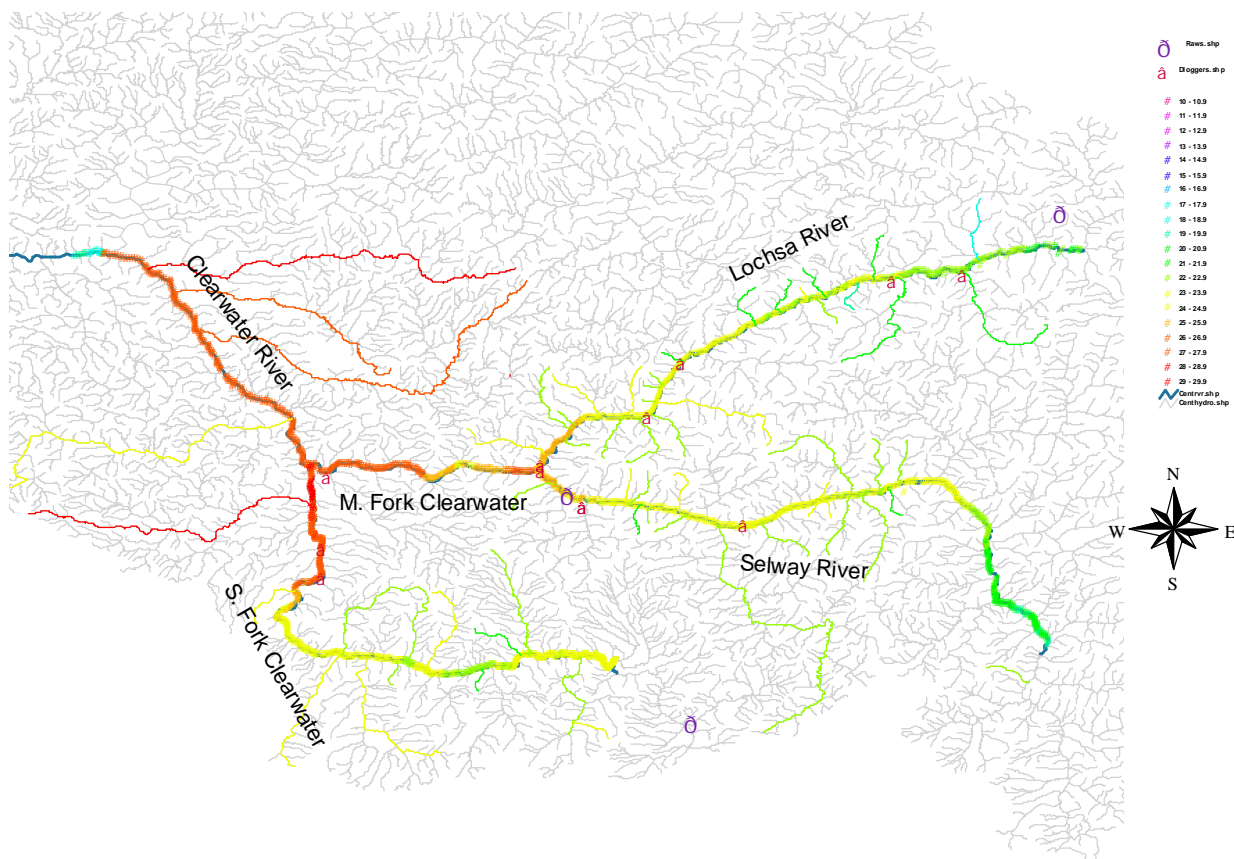 ð Raws.shp
â Dloggers.shp
# 10 - 10.9
# 11 - 11.9
# 12 - 12.9
# 13 - 13.9
# 14 - 14.9
# 15 - 15.9
# 16 - 16.9
# 17 - 17.9
# 18 - 18.9
# 19 - 19.9
# 20 - 20.9
# 21 - 21.9
# 22 - 22.9
# 23 - 23.9
# 24 - 24.9
# 25 - 25.9
# 26 - 26.9
# 27 - 27.9
# 28 - 28.9
# 29 - 29.9
Centrvr.shp
Centhydro.shp
Lochsa River
Clearwater River
M. Fork Clearwater
Selway River
S. Fork Clearwater
N
W E
S